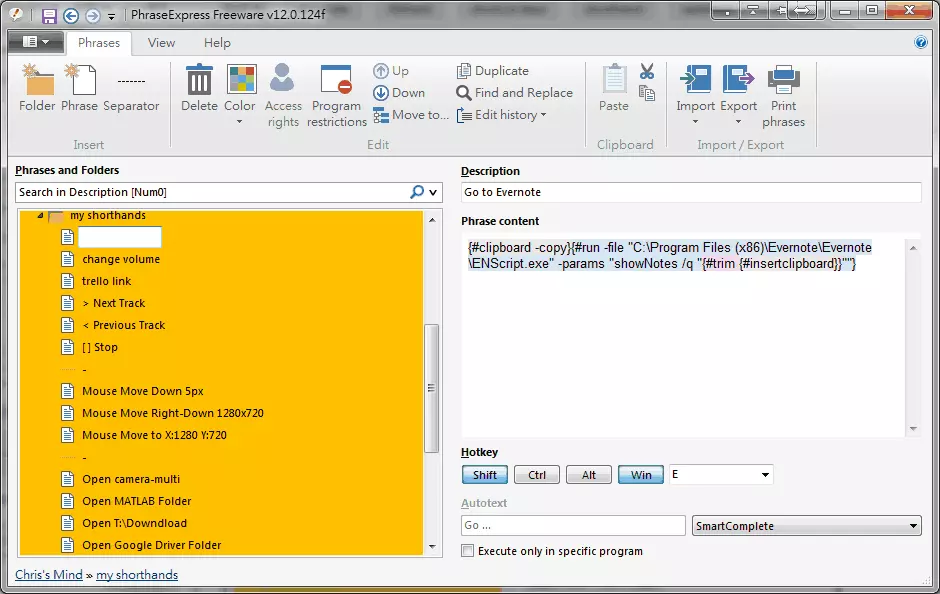 PhraseExpress Freeware v12.0.124f
Phrases View Help
Folder Phrase Separator
Insert
Delete Color Access rights Program restrictions
Up
Down
Move to...
Duplicate
Find and Replace
Edit history
Edit
Paste
Clipboard
Import Export Print phrases
Import / Export
Phrases and Folders
Search in Description [Num0]
my shorthands
change volume
trello link
> Next Track
< Previous Track
[ ] Stop
-
Mouse Move Down 5px
Mouse Move Right-Down 1280x720
Mouse Move to X:1280 Y:720
-
Open camera-multi
Open MATLAB Folder
Open T:\Downdload
Open Google Driver Folder
Chris's Mind » my shorthands
Description
Go to Evernote
Phrase content
{#clipboard -copy}{#run -file "C:\Program Files (x86)\Evernote\Evernote
\ENScript.exe" -params "showNotes /q "{#trim {#insertclipboard}}""}
Hotkey
Shift Ctrl Alt Win E
Autotext
Go ... SmartComplete
Execute only in specific program